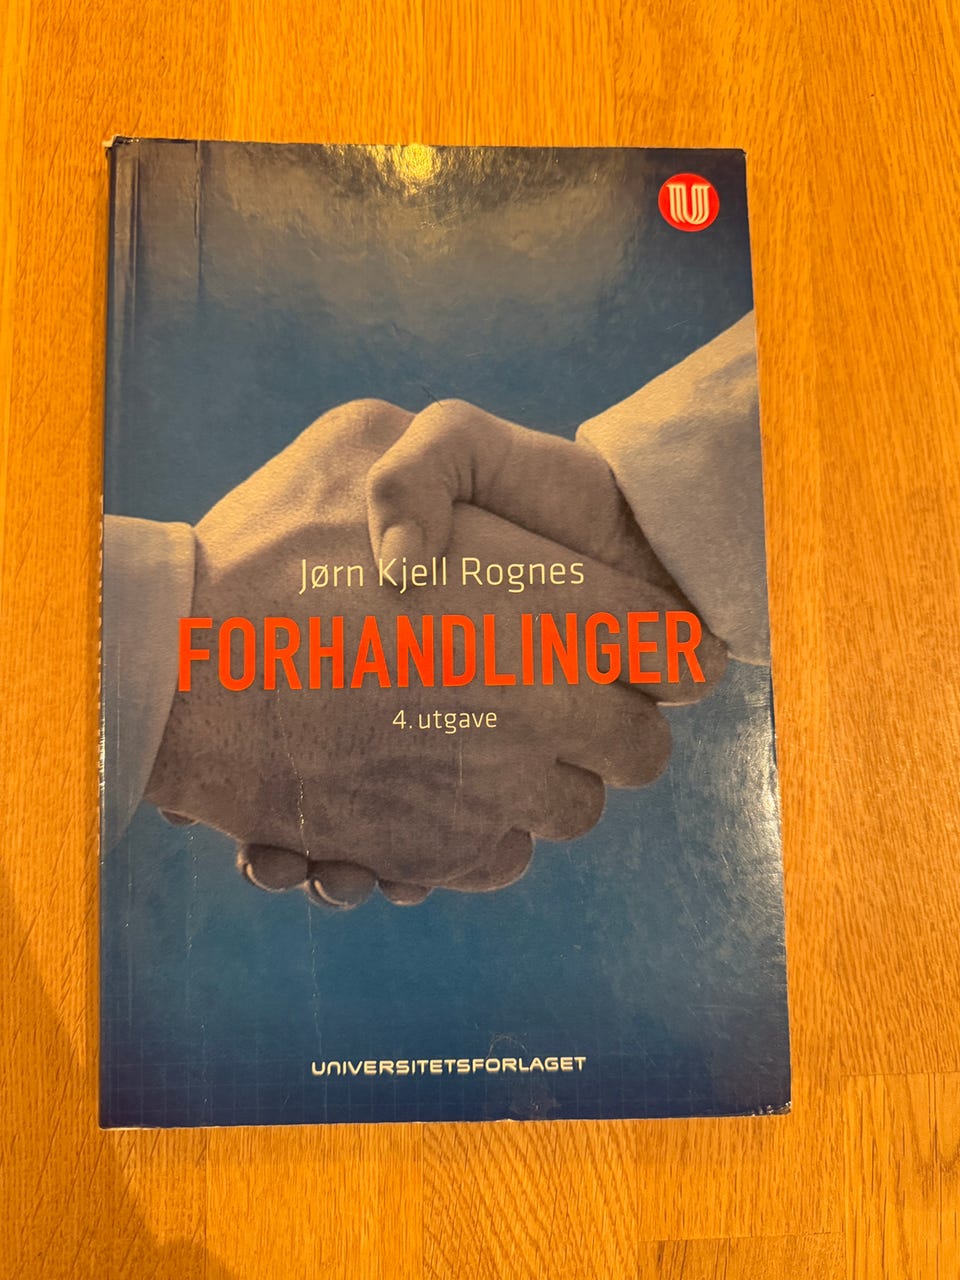 U
Jørn Kjell Rognes
FORHANDLINGER
4. utgave
UNIVERSITETSFORLAGET